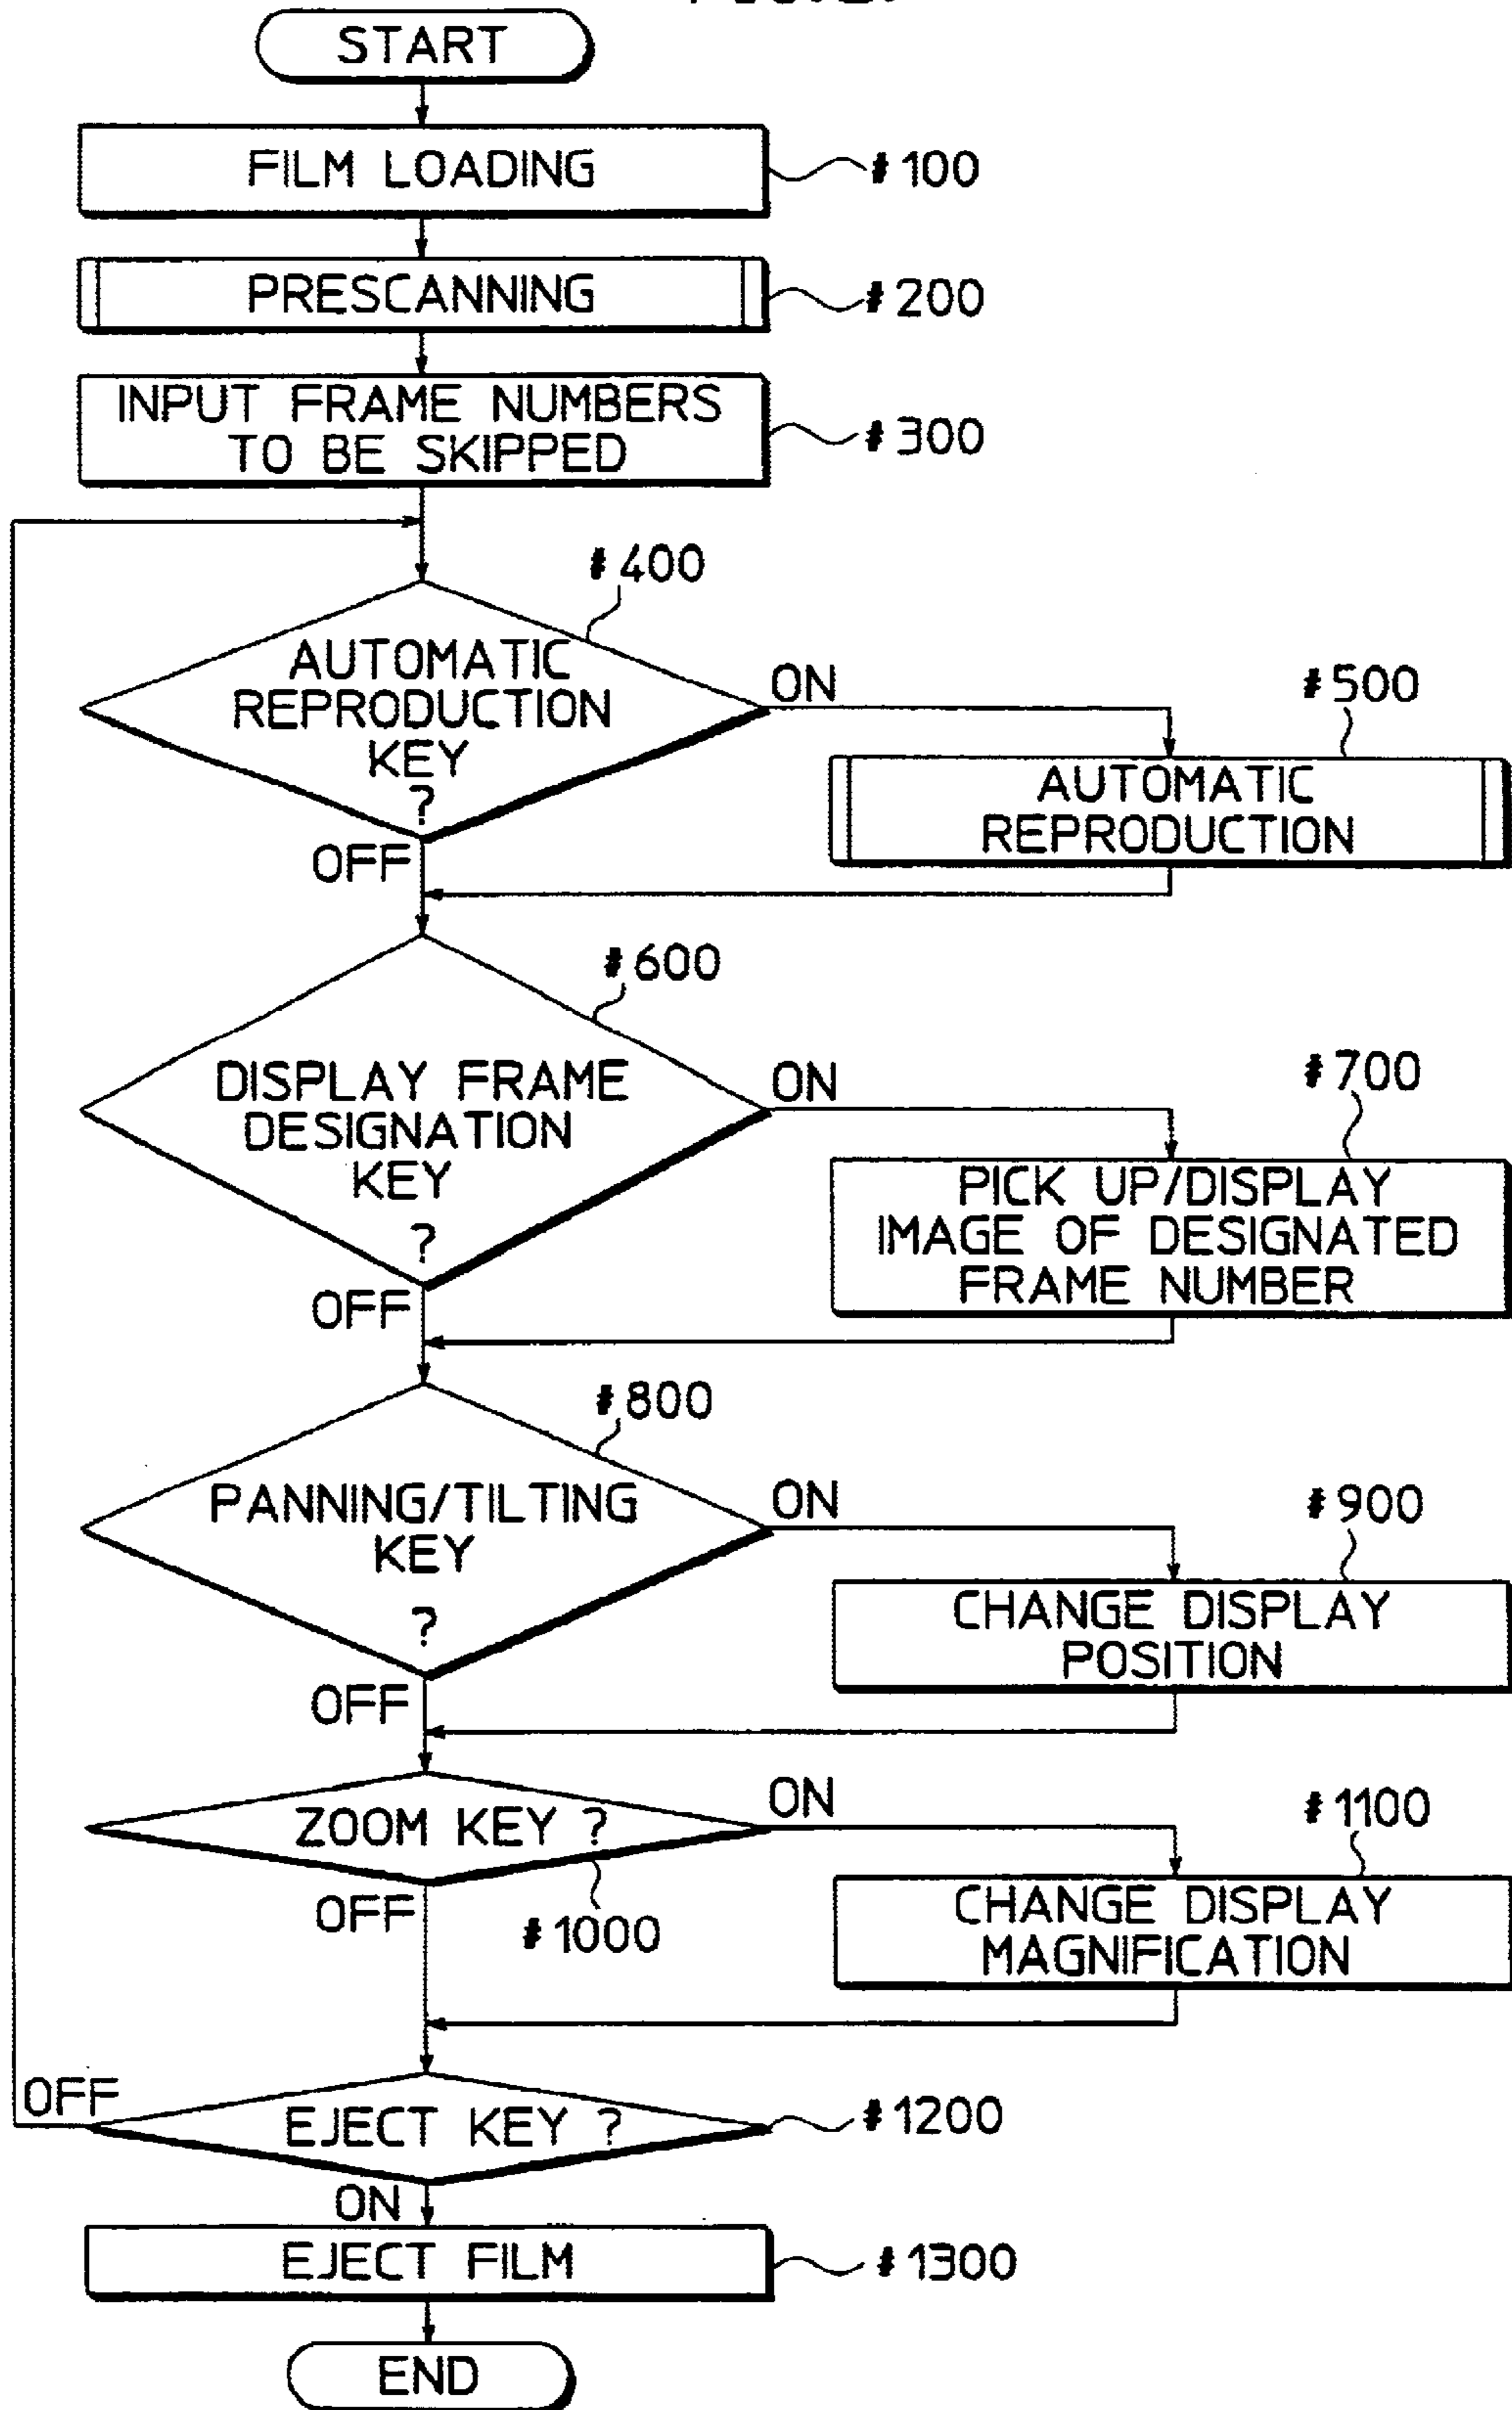 START
FILM LOADING
#100
PRESCANNING
#200
INPUT FRAME NUMBERS
TO BE SKIPPED
#300
#400
AUTOMATIC
REPRODUCTION
KEY
?
ON
OFF
#500
AUTOMATIC
REPRODUCTION
#600
DISPLAY FRAME
DESIGNATION
KEY
?
ON
OFF
#700
PICK UP/DISPLAY
IMAGE OF DESIGNATED
FRAME NUMBER
#800
PANNING/TILTING
KEY
?
ON
OFF
#900
CHANGE DISPLAY
POSITION
ZOOM KEY ?
ON
OFF
#1000
#1100
CHANGE DISPLAY
MAGNIFICATION
OFF
EJECT KEY ?
#1200
ON
EJECT FILM
#1300
END